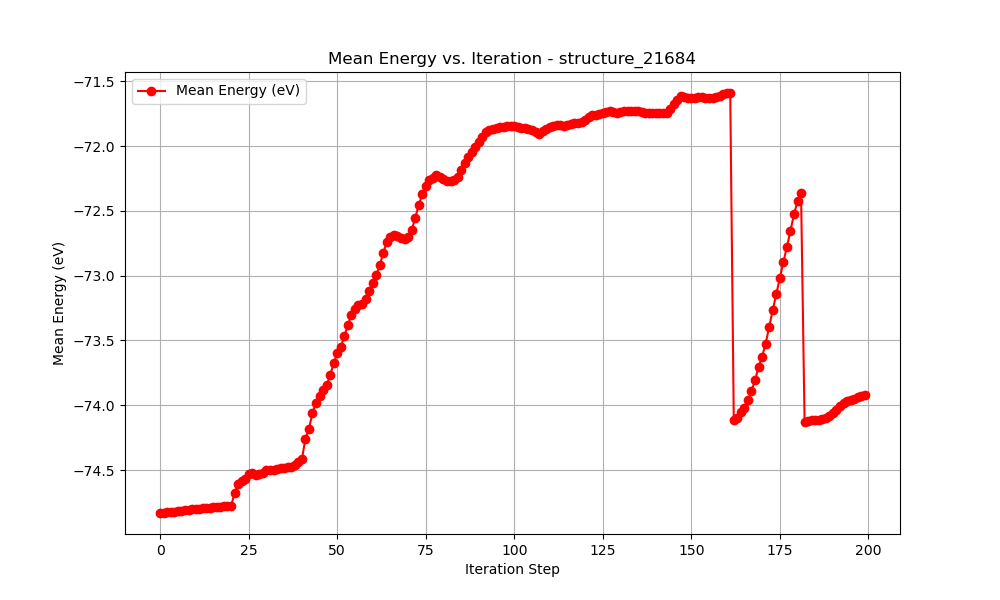 Mean Energy vs. Iteration - structure_21684
Mean Energy (eV)
−71.5
−72.0
−72.5
−73.0
−73.5
−74.0
−74.5
Mean Energy (eV)
0 25 50 75 100 125 150 175 200
Iteration Step